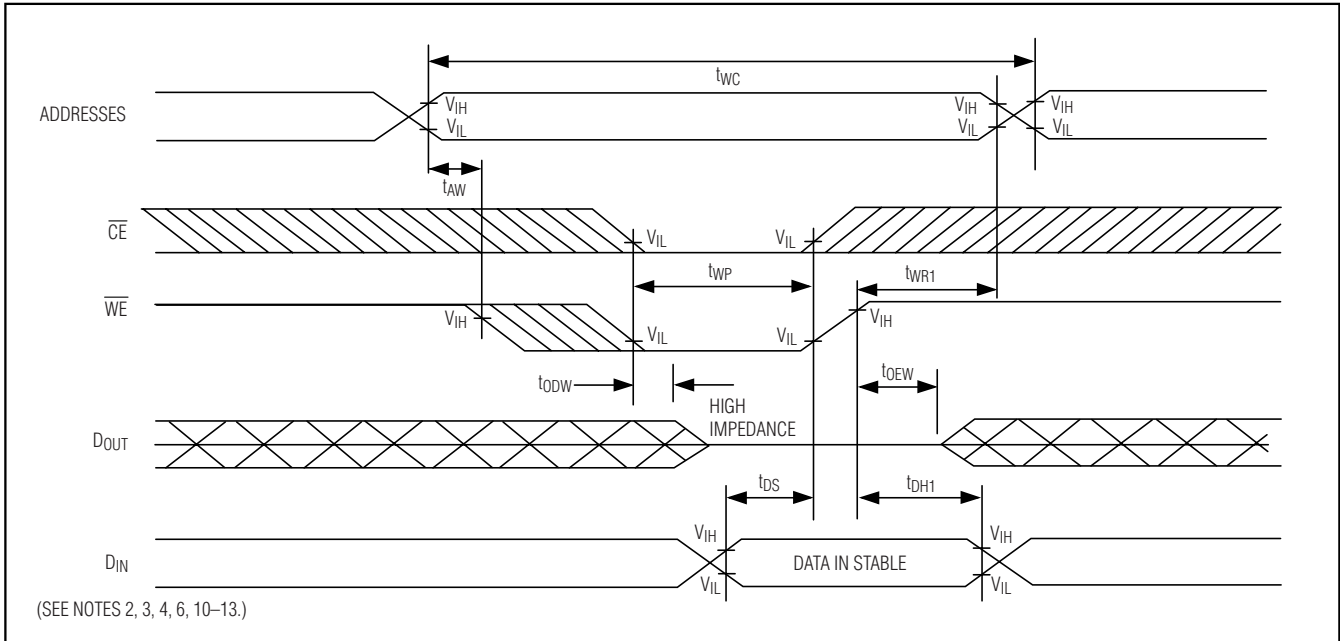 tWC
ADDRESSES
VIH
VIL
VIH
VIL
VIH
VIL
tAW
CE
VIL
VIL
tWP
tWR1
WE
VIH
VIL
VIL
VIH
tODW
tOEW
HIGH
IMPEDANCE
DOUT
tDS
tDH1
DIN
VIH
VIL
DATA IN STABLE
VIH
VIL
(SEE NOTES 2, 3, 4, 6, 10–13.)